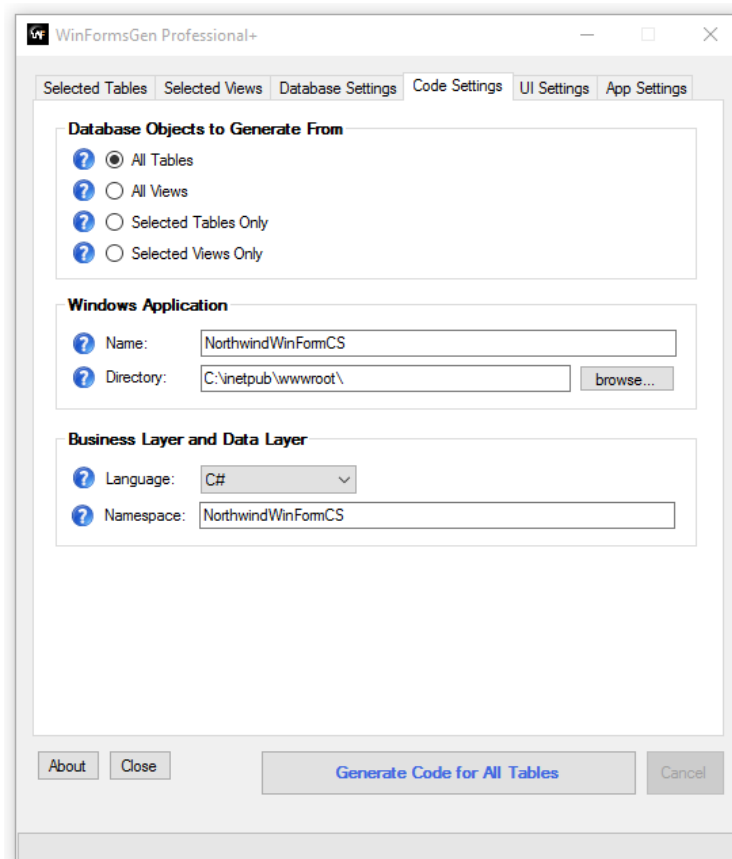 WinFormsGen Professional+
Selected Tables Selected Views Database Settings Code Settings UI Settings App Settings
Database Objects to Generate From
? All Tables
? All Views
? Selected Tables Only
? Selected Views Only
Windows Application
? Name: NorthwindWinFormCS
? Directory: C:\inetpub\wwwroot\ browse...
Business Layer and Data Layer
? Language: C#
? Namespace: NorthwindWinFormCS
About Close Generate Code for All Tables Cancel